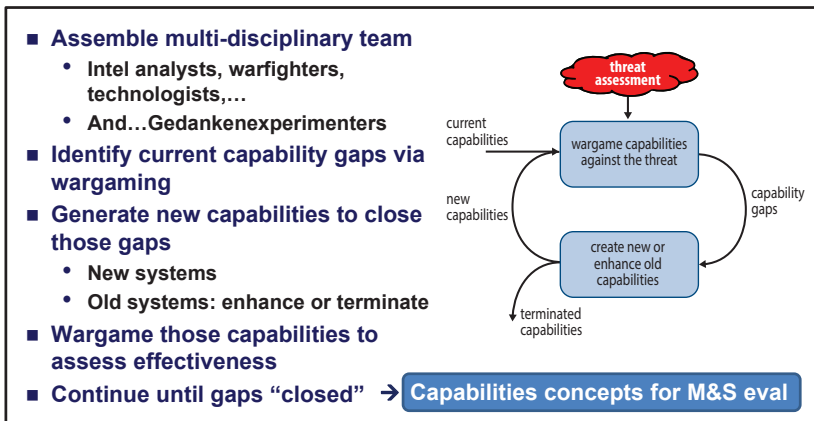 ■ Assemble multi-disciplinary team
• Intel analysts, warfighters,
technologists,...
• And...Gedankenexperimenters
■ Identify current capability gaps via
wargaming
■ Generate new capabilities to close
those gaps
• New systems
• Old systems: enhance or terminate
■ Wargame those capabilities to
assess effectiveness
■ Continue until gaps “closed” → Capabilities concepts for M&S eval
threat
assessment
current
capabilities
wargame capabilities
against the threat
new
capabilities
capability
gaps
create new or
enhance old
capabilities
terminated
capabilities